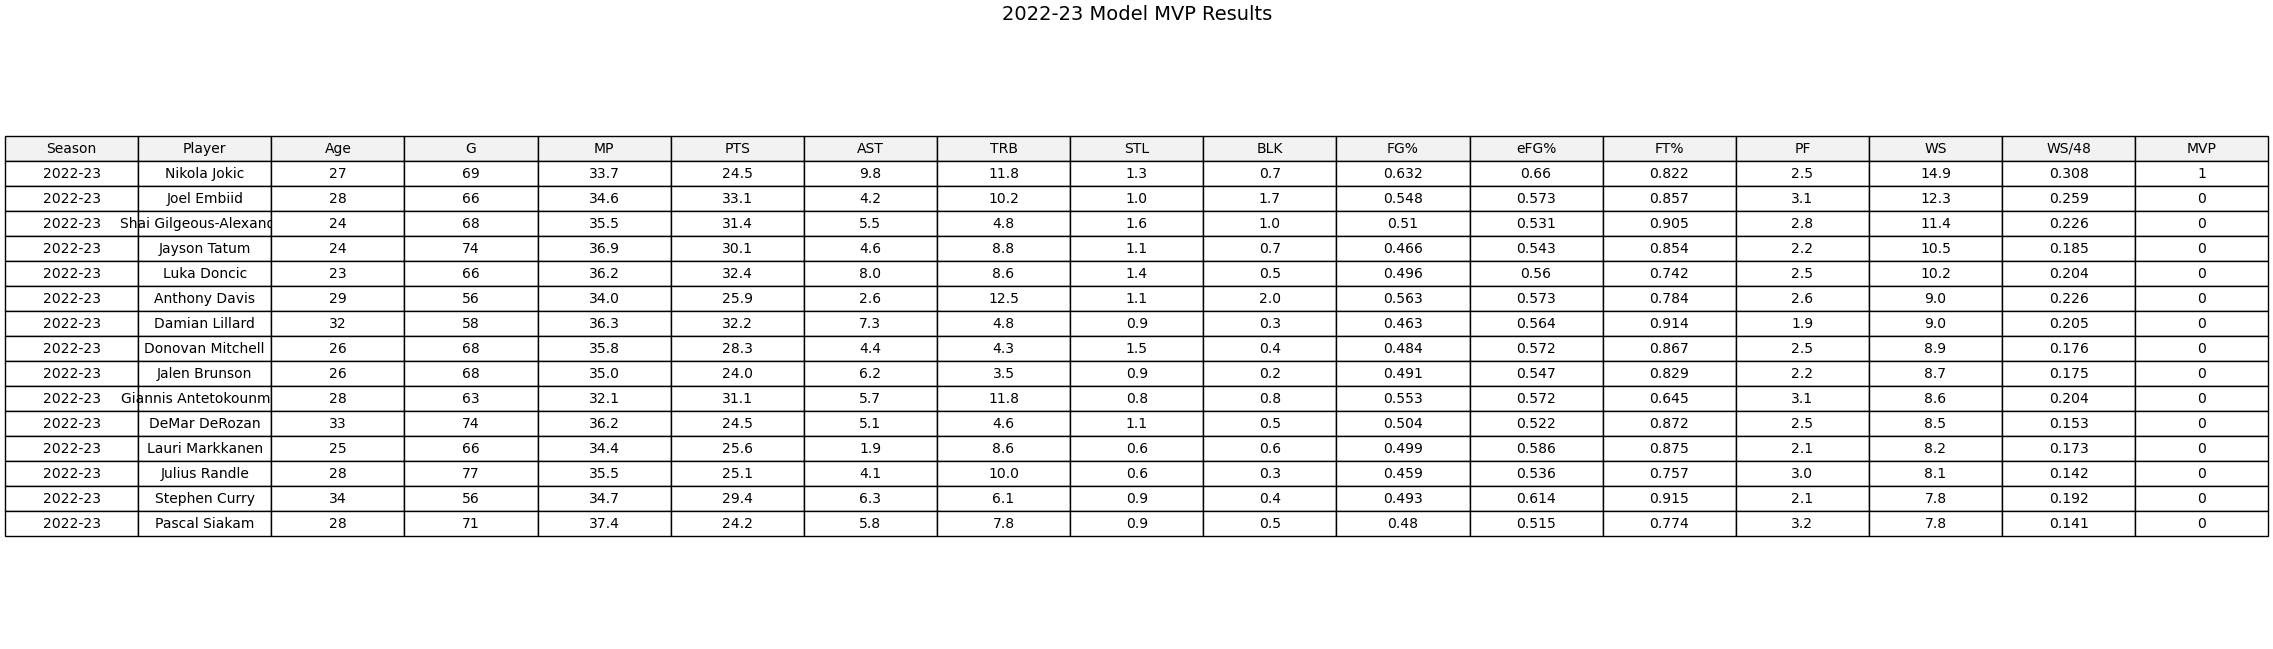 2022-23 Model MVP Results
Season Player Age G MP PTS AST TRB STL BLK FG% eFG% FT% PF WS WS/48 MVP
2022-23 Nikola Jokic 27 69 33.7 24.5 9.8 11.8 1.3 0.7 0.632 0.66 0.822 2.5 14.9 0.308 1
2022-23 Joel Embiid 28 66 34.6 33.1 4.2 10.2 1.0 1.7 0.548 0.573 0.857 3.1 12.3 0.259 0
2022-23 Shai Gilgeous-Alexand 24 68 35.5 31.4 5.5 4.8 1.6 1.0 0.51 0.531 0.905 2.8 11.4 0.226 0
2022-23 Jayson Tatum 24 74 36.9 30.1 4.6 8.8 1.1 0.7 0.466 0.543 0.854 2.2 10.5 0.185 0
2022-23 Luka Doncic 23 66 36.2 32.4 8.0 8.6 1.4 0.5 0.496 0.56 0.742 2.5 10.2 0.204 0
2022-23 Anthony Davis 29 56 34.0 25.9 2.6 12.5 1.1 2.0 0.563 0.573 0.784 2.6 9.0 0.226 0
2022-23 Damian Lillard 32 58 36.3 32.2 7.3 4.8 0.9 0.3 0.463 0.564 0.914 1.9 9.0 0.205 0
2022-23 Donovan Mitchell 26 68 35.8 28.3 4.4 4.3 1.5 0.4 0.484 0.572 0.867 2.5 8.9 0.176 0
2022-23 Jalen Brunson 26 68 35.0 24.0 6.2 3.5 0.9 0.2 0.491 0.547 0.829 2.2 8.7 0.175 0
2022-23 Giannis Antetokounm 28 63 32.1 31.1 5.7 11.8 0.8 0.8 0.553 0.572 0.645 3.1 8.6 0.204 0
2022-23 DeMar DeRozan 33 74 36.2 24.5 5.1 4.6 1.1 0.5 0.504 0.522 0.872 2.5 8.5 0.153 0
2022-23 Lauri Markkanen 25 66 34.4 25.6 1.9 8.6 0.6 0.6 0.499 0.586 0.875 2.1 8.2 0.173 0
2022-23 Julius Randle 28 77 35.5 25.1 4.1 10.0 0.6 0.3 0.459 0.536 0.757 3.0 8.1 0.142 0
2022-23 Stephen Curry 34 56 34.7 29.4 6.3 6.1 0.9 0.4 0.493 0.614 0.915 2.1 7.8 0.192 0
2022-23 Pascal Siakam 28 71 37.4 24.2 5.8 7.8 0.9 0.5 0.48 0.515 0.774 3.2 7.8 0.141 0